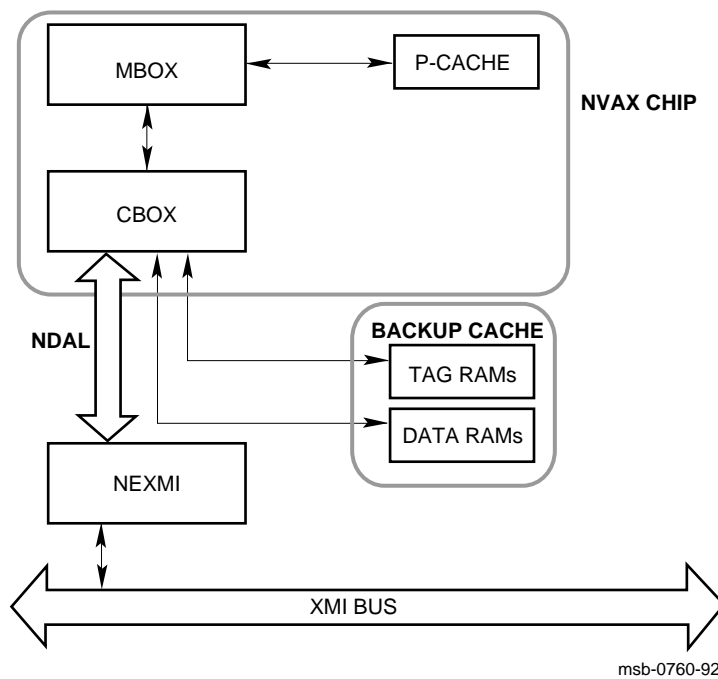 MBOX
P-CACHE
NVAX CHIP
CBOX
NDAL
BACKUP CACHE
TAG RAMs
DATA RAMs
NEXMI
XMI BUS
msb-0760-92